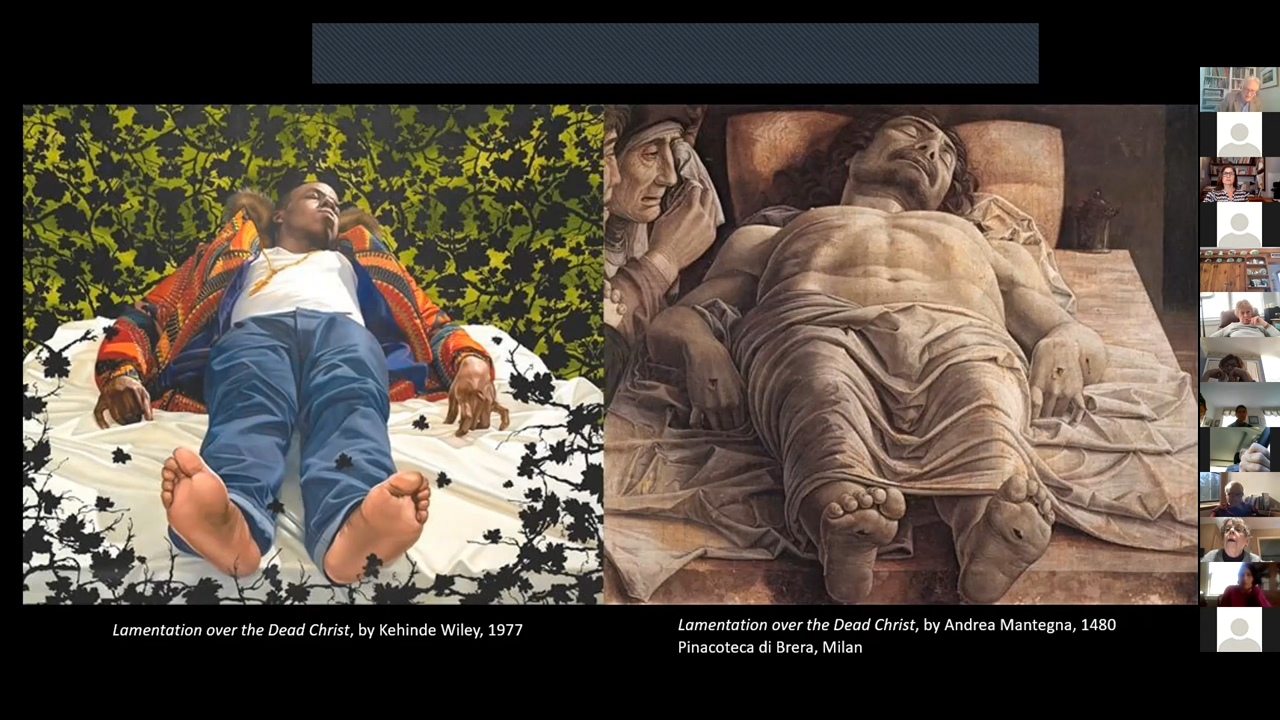 Lamentation over the Dead Christ, by Kehinde Wiley, 1977
Lamentation over the Dead Christ, by Andrea Mantegna, 1480
Pinacoteca di Brera, Milan